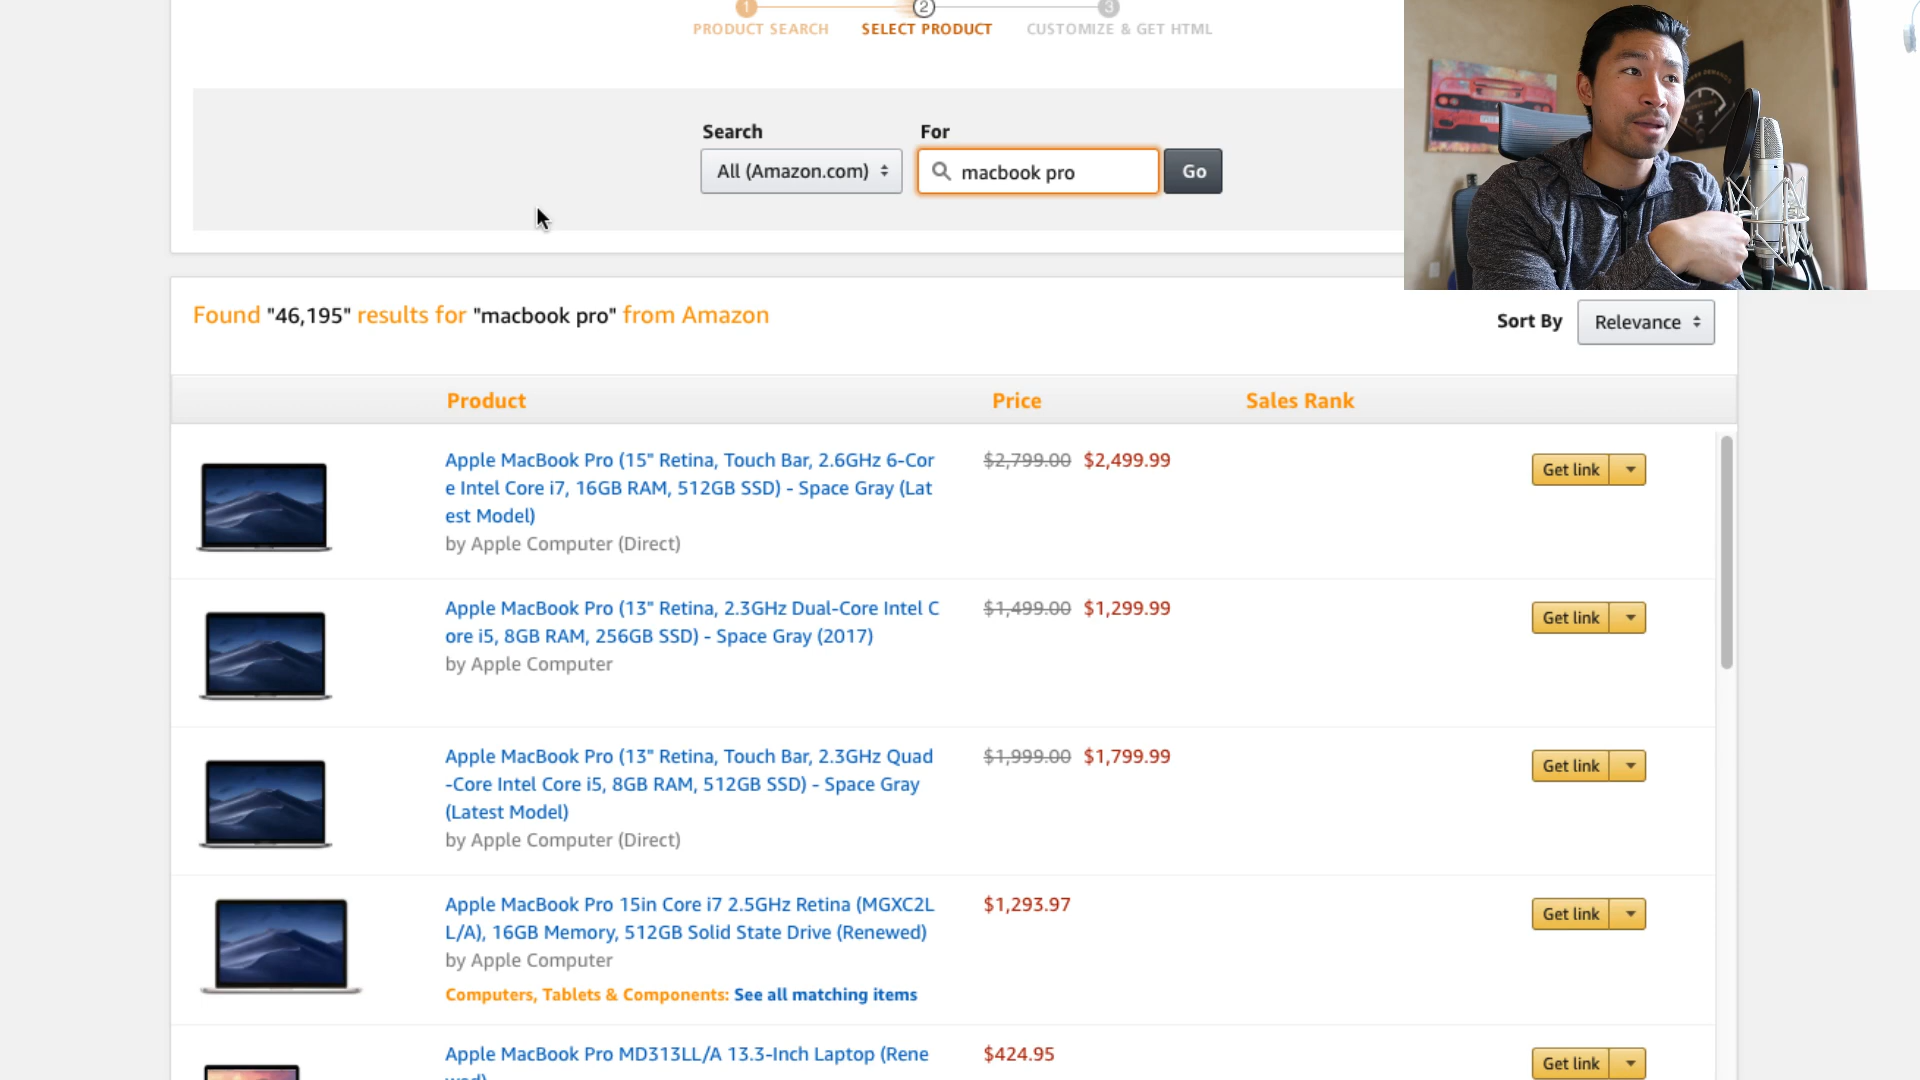 1 2 3
PRODUCT SEARCH SELECT PRODUCT CUSTOMIZE & GET HTML
Search For
All (Amazon.com) macbook pro Go
Found "46,195" results for "macbook pro" from Amazon
Sort By Relevance
Product Price Sales Rank
Apple MacBook Pro (15" Retina, Touch Bar, 2.6GHz 6-Cor
e Intel Core i7, 16GB RAM, 512GB SSD) - Space Gray (Lat
est Model)
by Apple Computer (Direct)
$2,799.00 $2,499.99
Get link
Apple MacBook Pro (13" Retina, 2.3GHz Dual-Core Intel C
ore i5, 8GB RAM, 256GB SSD) - Space Gray (2017)
by Apple Computer
$1,499.00 $1,299.99
Get link
Apple MacBook Pro (13" Retina, Touch Bar, 2.3GHz Quad
-Core Intel Core i5, 8GB RAM, 512GB SSD) - Space Gray
(Latest Model)
by Apple Computer (Direct)
$1,999.00 $1,799.99
Get link
Apple MacBook Pro 15in Core i7 2.5GHz Retina (MGXC2L
L/A), 16GB Memory, 512GB Solid State Drive (Renewed)
by Apple Computer
Computers, Tablets & Components: See all matching items
$1,293.97
Get link
Apple MacBook Pro MD313LL/A 13.3-Inch Laptop (Rene
wed)
$424.95
Get link